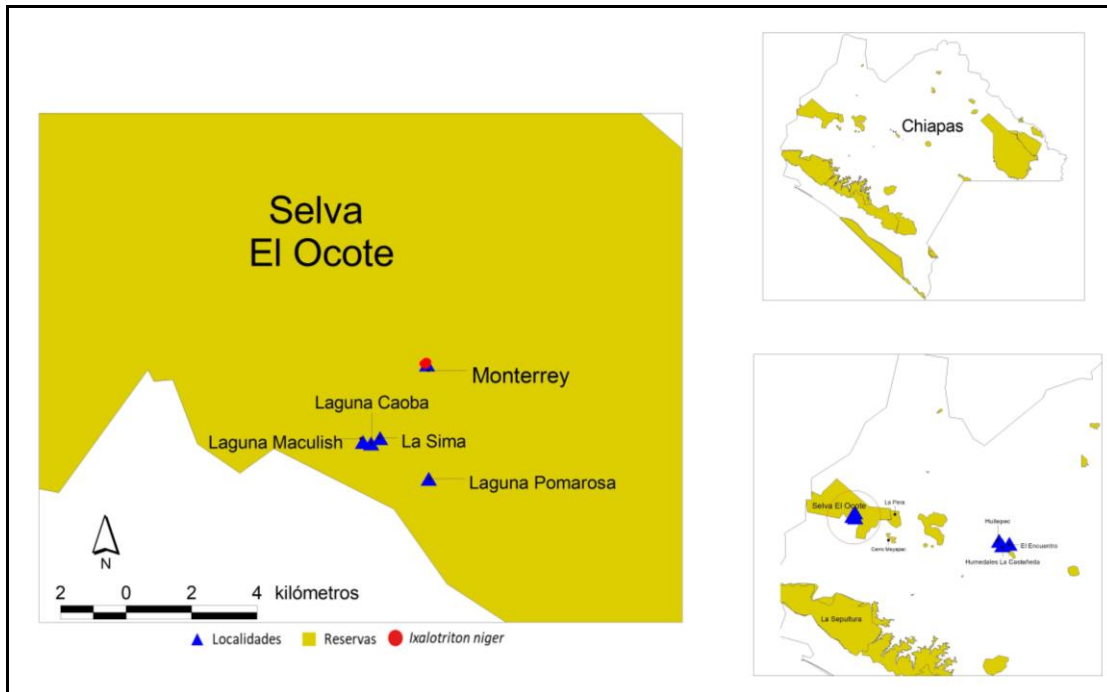 Selva
El Ocote
Monterrey
Laguna Caoba
Laguna Maculish
La Sima
Laguna Pomarosa
N
2 0 2 4 kilómetros
Localidades
Reservas
Ixalotriton niger
Chiapas
Selva El Ocote
La Pera
Cerro Meyapac
Huitepec
El Encuentro
Humedales La Casteñeda
La Sepultura